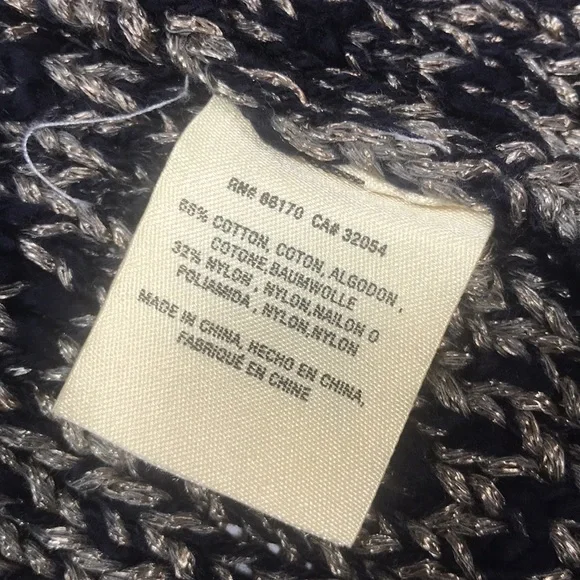 RN# 66170 CA# 32054
68% COTTON, COTON, ALGODON,
COTONE,BAUMWOLLE
32% NYLON, NYLON,NAILON O
POLIAMIDA, NYLON,NYLON
MADE IN CHINA, HECHO EN CHINA,
FABRIQUÉ EN CHINE